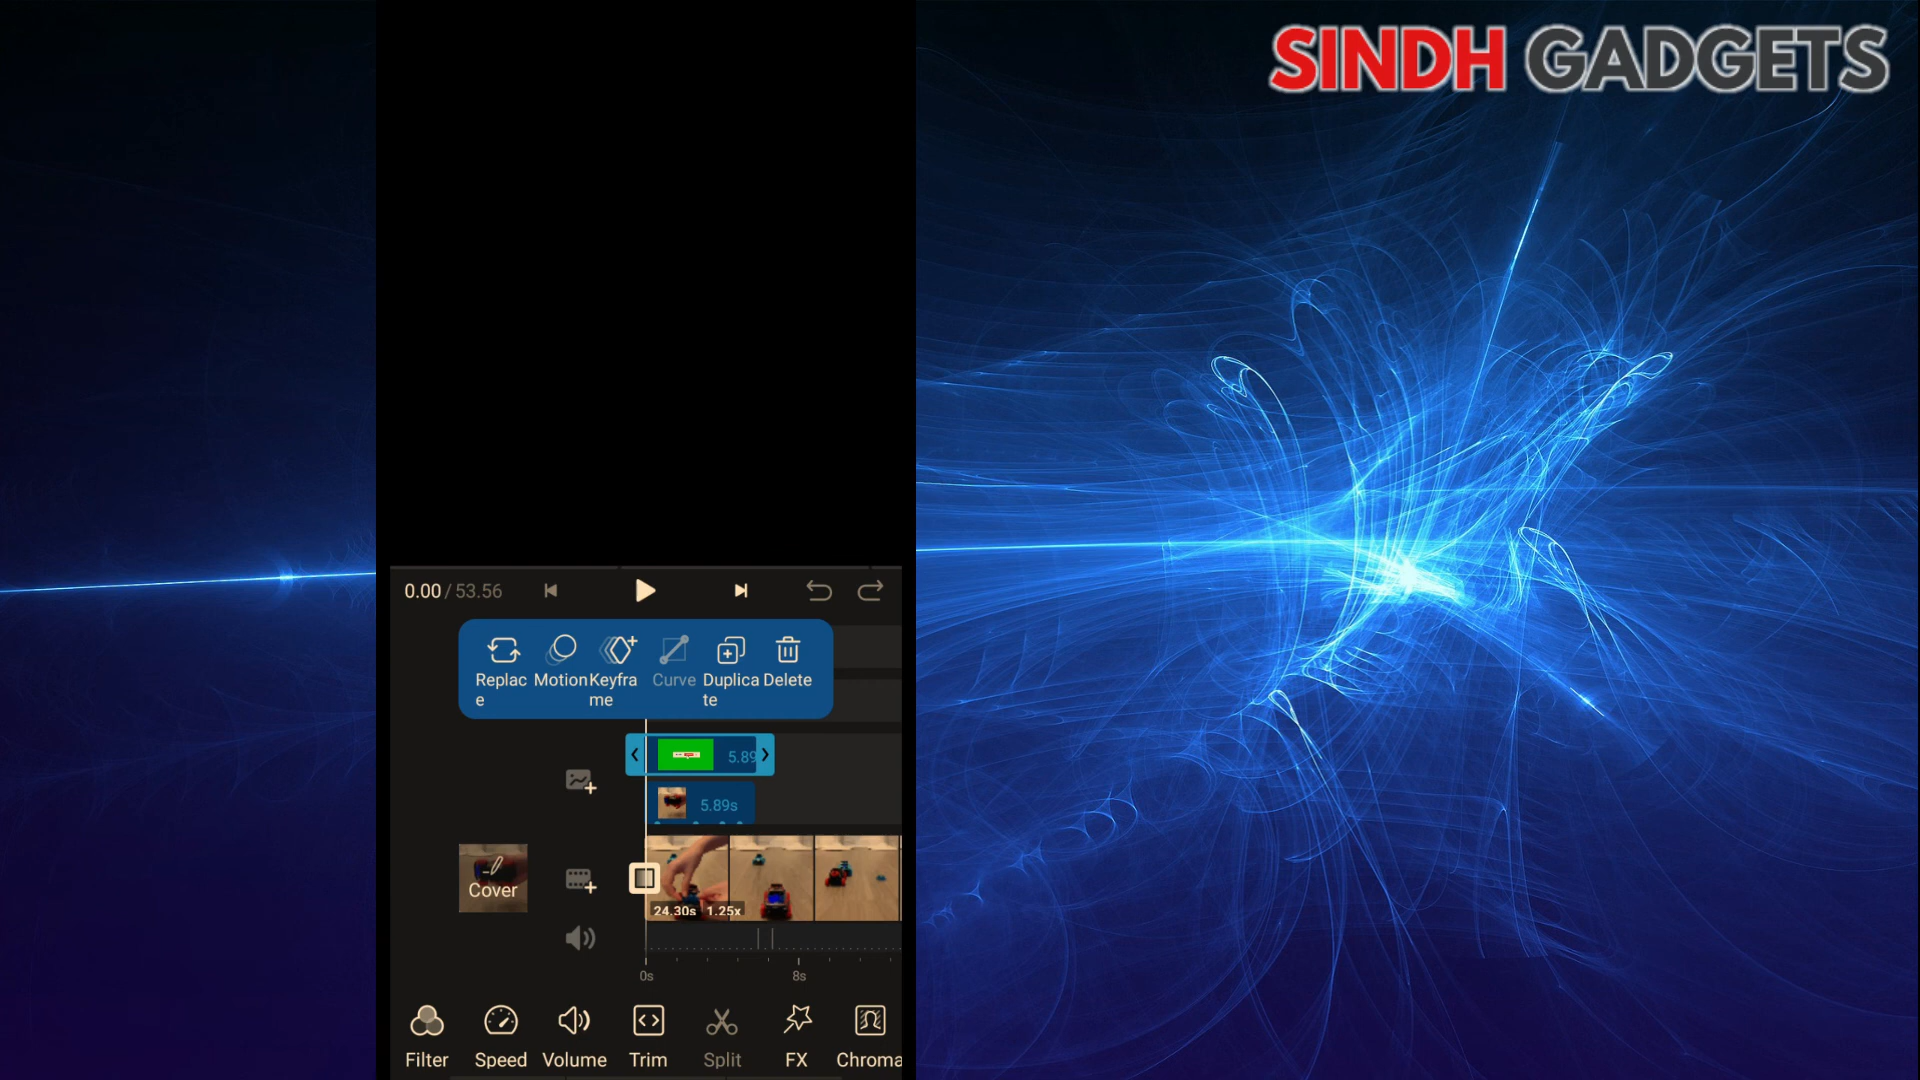 SINDH GADGETS
0.00 / 53.56
Replac
e
Motion
Keyfra
me
Curve
Duplica
te
Delete
5.89
5.89s
Cover
24.30s 1.25x
0s 8s
Filter Speed Volume Trim Split FX Chroma